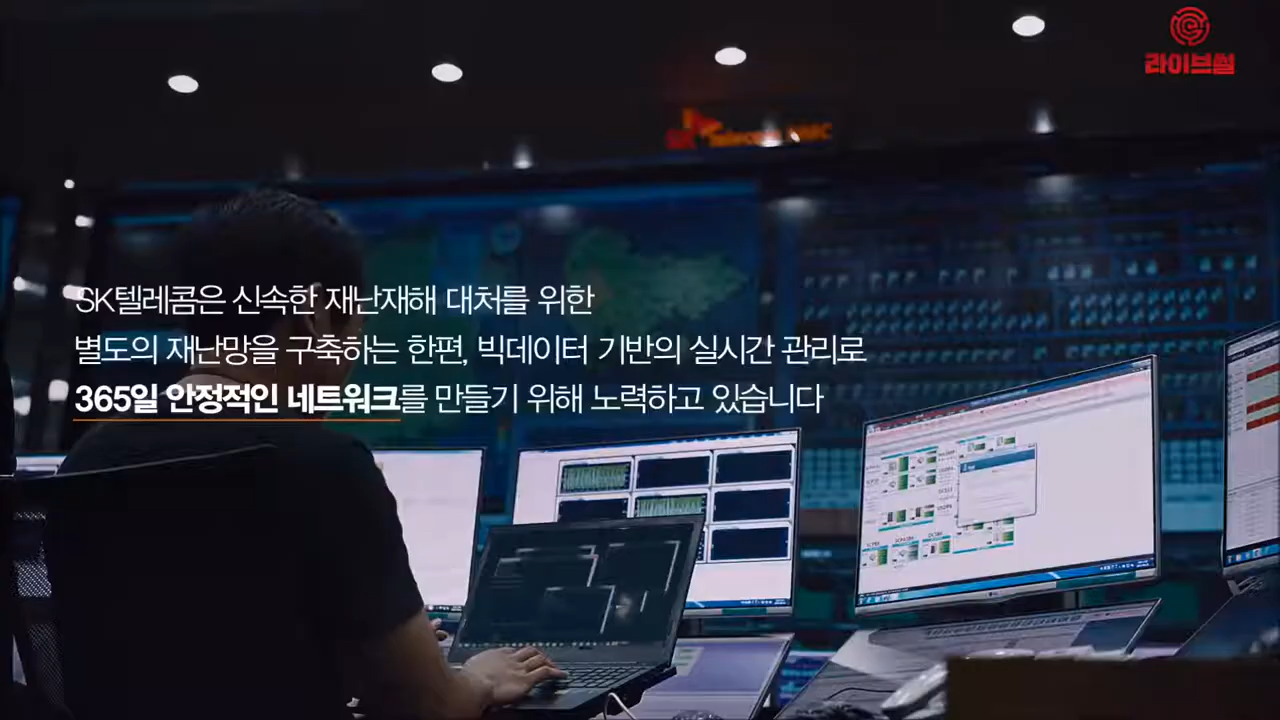 라이브썰
SK telecom NMC
SK텔레콤은 신속한 재난재해 대처를 위한
별도의 재난망을 구축하는 한편, 빅데이터 기반의 실시간 관리로
365일 안정적인 네트워크를 만들기 위해 노력하고 있습니다